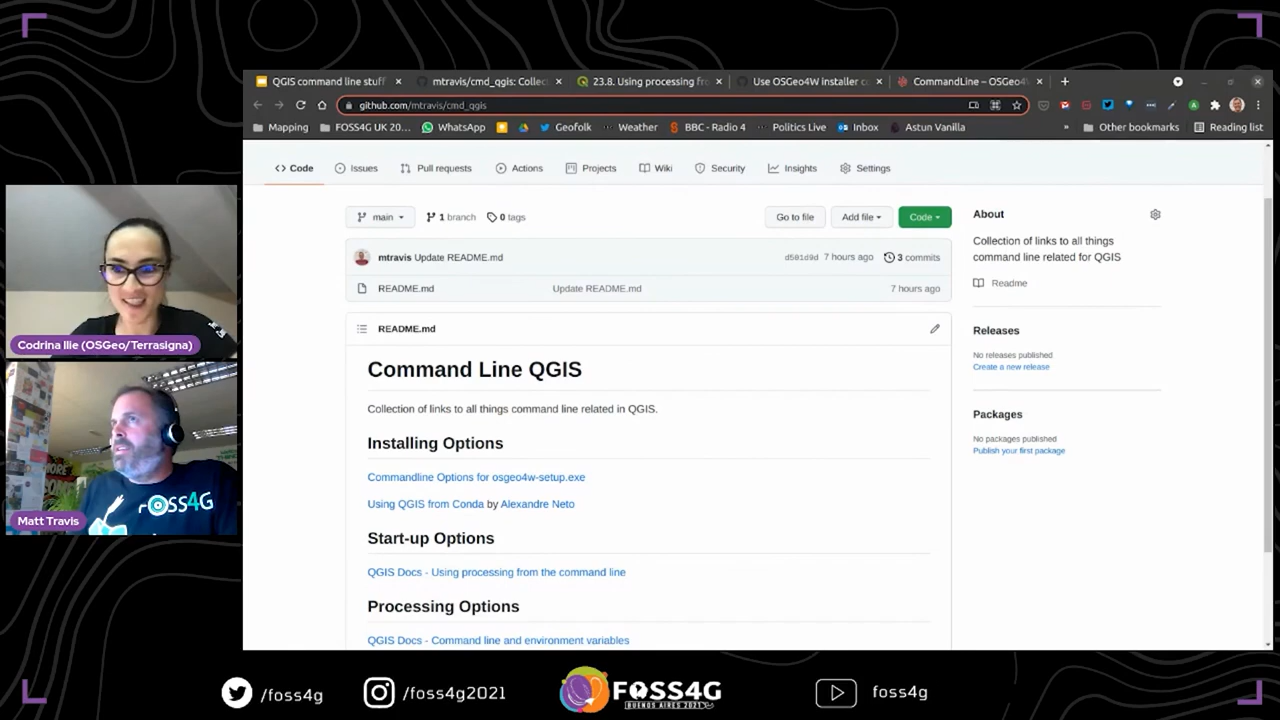 QGIS command line stuff
mtravis/cmd_qgis: Collec
23.8. Using processing fro
Use OSGeo4W installer co
CommandLine – OSGeo4W
github.com/mtravis/cmd_qgis
Mapping
FOSS4G UK 20...
WhatsApp
Geofolk
Weather
BBC - Radio 4
Politics Live
Inbox
Astun Vanilla
»
Other bookmarks
Reading list
Code
Issues
Pull requests
Actions
Projects
Wiki
Security
Insights
Settings
main
1 branch
0 tags
Go to file
Add file
Code
mtravis Update README.md
d501d9d 7 hours ago
3 commits
README.md
Update README.md
7 hours ago
README.md
Command Line QGIS
Collection of links to all things command line related in QGIS.
Installing Options
Commandline Options for osgeo4w-setup.exe
Using QGIS from Conda by Alexandre Neto
Start-up Options
QGIS Docs - Using processing from the command line
Processing Options
QGIS Docs - Command line and environment variables
About
Collection of links to all things
command line related for QGIS
Readme
Releases
No releases published
Create a new release
Packages
No packages published
Publish your first package
Codrina Ilie (OSGeo/Terrasigna)
FOSS4G
Matt Travis
/foss4g
/foss4g2021
FOSS4G
BUENOS AIRES 2021
foss4g